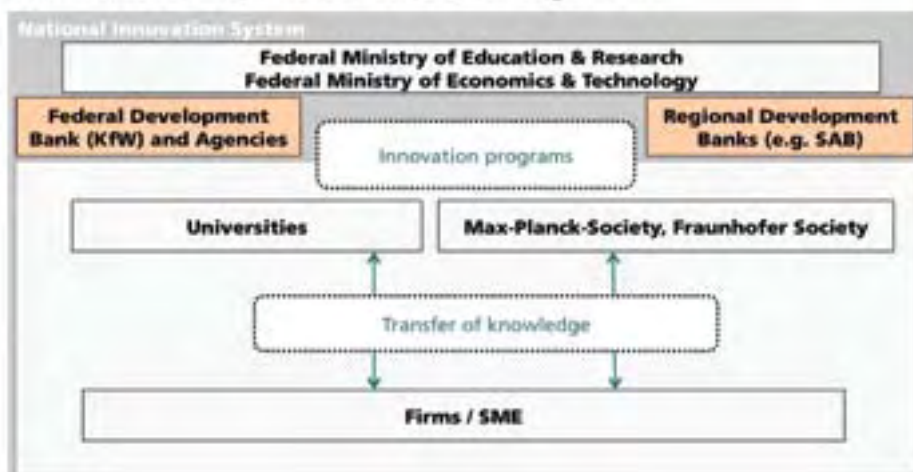 National Innovation System
Federal Ministry of Education & Research
Federal Ministry of Economics & Technology
Federal Development
Bank (KfW) and Agencies
Regional Development
Banks (e.g. SAB)
Innovation programs
Universities
Max-Planck-Society, Fraunhofer Society
Transfer of knowledge
Firms / SME